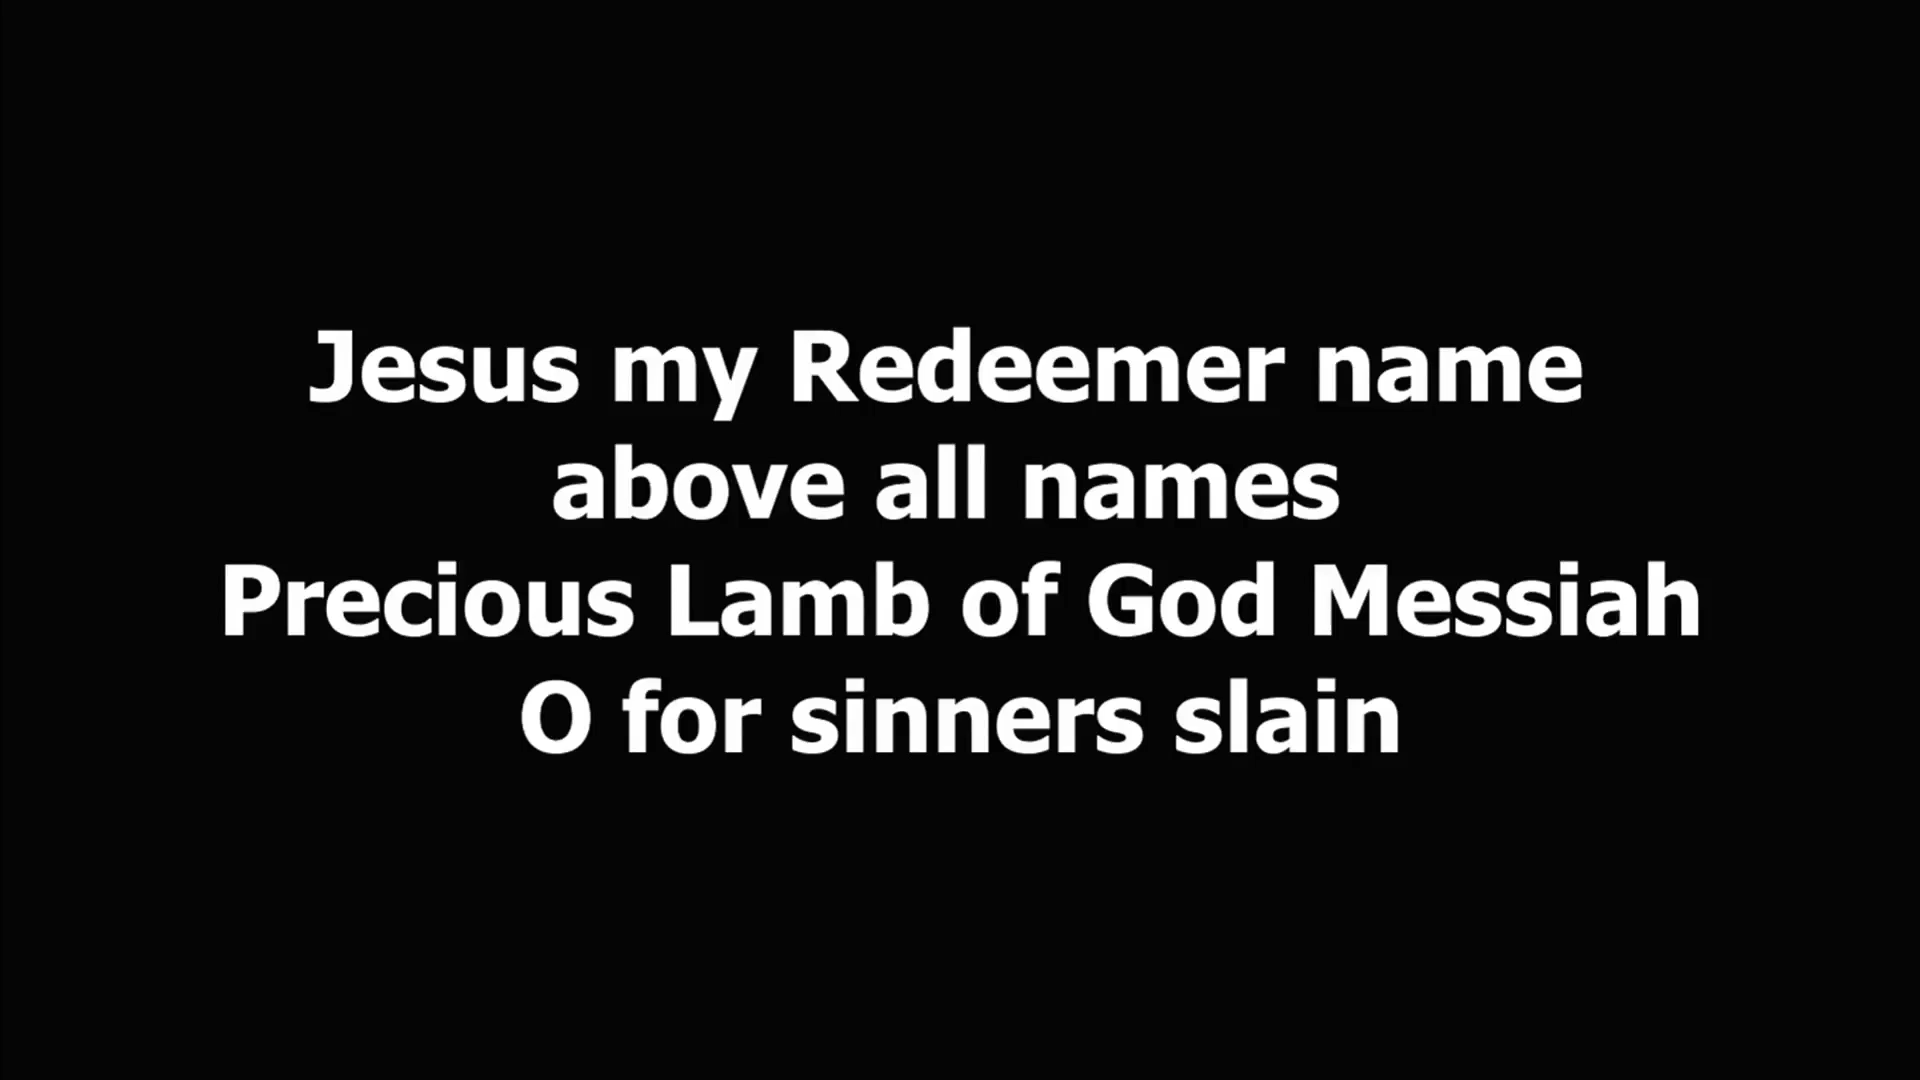 Jesus my Redeemer name
above all names
Precious Lamb of God Messiah
O for sinners slain